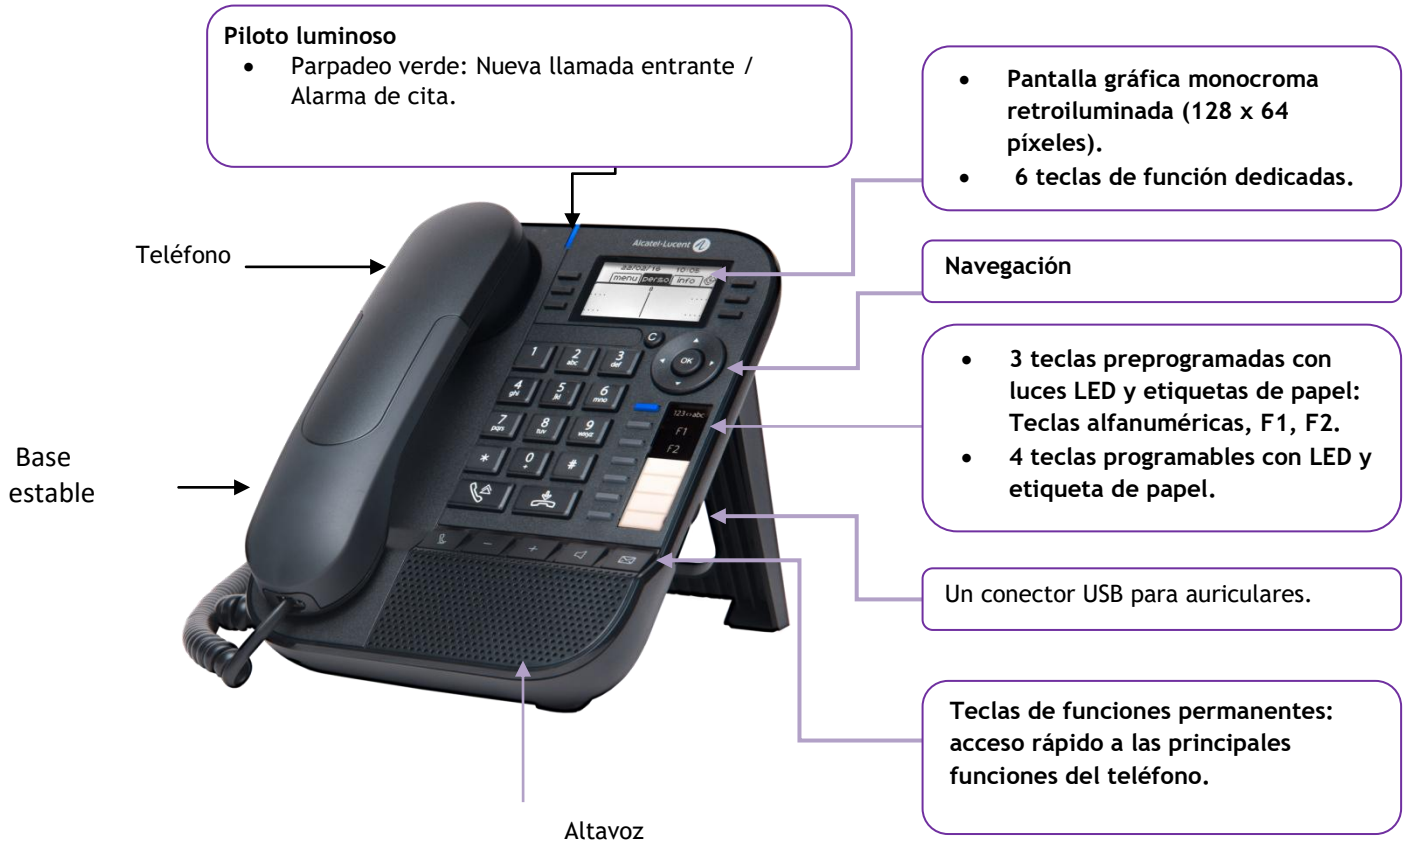 Piloto luminoso
• Parpadeo verde: Nueva llamada entrante /
Alarma de cita.
• Pantalla gráfica monocroma
retroiluminada (128 x 64
píxeles).
• 6 teclas de función dedicadas.
Teléfono
Navegación
• 3 teclas preprogramadas con
luces LED y etiquetas de papel:
Teclas alfanuméricas, F1, F2.
• 4 teclas programables con LED y
etiqueta de papel.
Base
estable
Un conector USB para auriculares.
Teclas de funciones permanentes:
acceso rápido a las principales
funciones del teléfono.
Altavoz
Alcatel·Lucent
10:05
menu perso info
C
OK
1 2 abc 3 def
4 ghi 5 jkl 6 mno
7 pqrs 8 tuv 9 wxyz
* 0 + #
123↔abc
F1
F2
− +